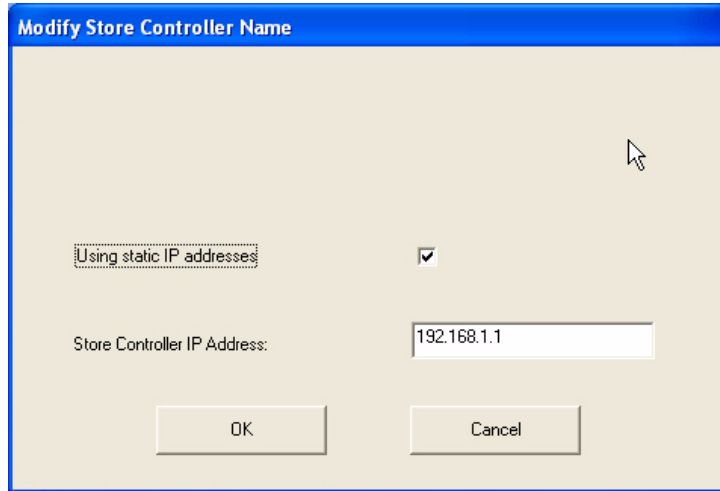 Modify Store Controller Name
Using static IP addresses
Store Controller IP Address:
192.168.1.1
OK
Cancel